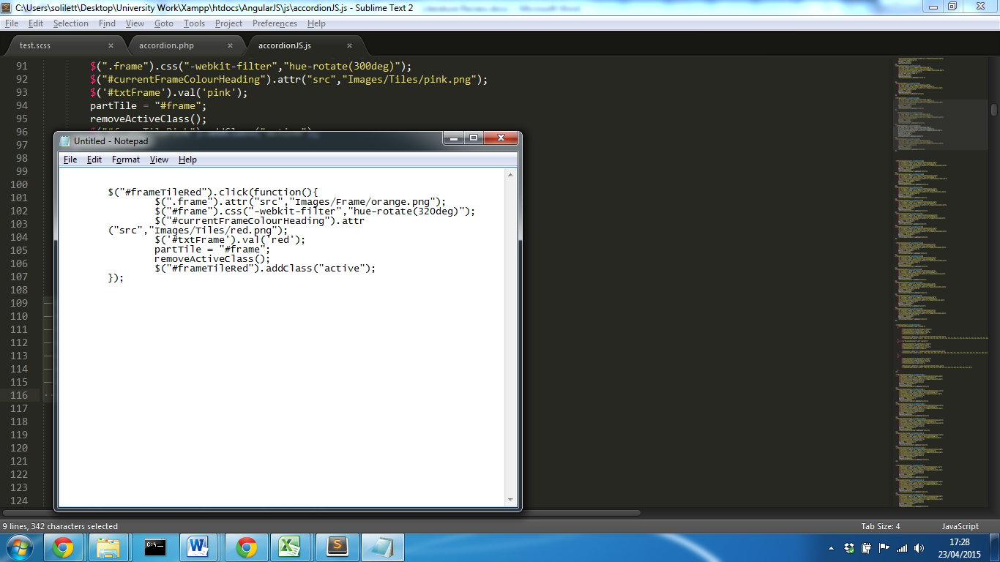 C:\Users\solilett\Desktop\University Work\Xampp\htdocs\AngularJS\js\accordionJS.js - Sublime Text 2
File Edit Selection Find View Goto Tools Project Preferences Help
test.scss × accordion.php × accordionJS.js ×
91 $(".frame").css("-webkit-filter","hue-rotate(300deg)");
92 $("#currentFrameColourHeading").attr("src","Images/Tiles/pink.png");
93 $('#txtFrame').val('pink');
94 partTile = "#frame";
95 removeActiveClass();
96
97
98
99
100
101
102
103
104
105
106
107
108
109
110
111
112
113
114
115
116
117
118
119
120
121
122
123
124
Untitled - Notepad
File Edit Format View Help
$("#frameTileRed").click(function(){
$(".frame").attr("src","Images/Frame/orange.png");
$("#frame").css("-webkit-filter","hue-rotate(320deg)");
$("#currentFrameColourHeading").attr
("src","Images/Tiles/red.png");
$('#txtFrame').val('red');
partTile = "#frame";
removeActiveClass();
$("#frameTileRed").addClass("active");
});
9 lines, 342 characters selected Tab Size: 4 JavaScript
17:28
23/04/2015